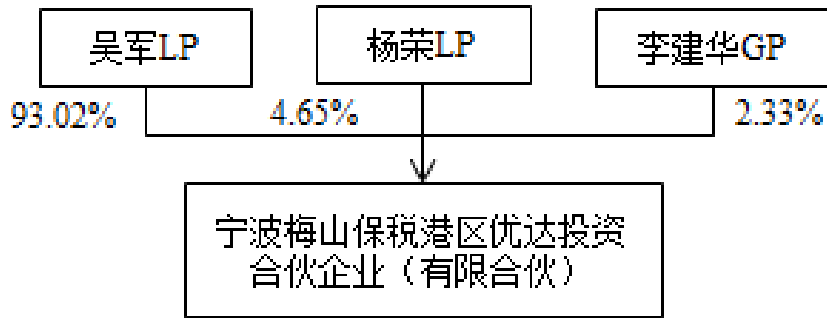 吴军LP
杨荣LP
李建华GP
93.02%
4.65%
2.33%
宁波梅山保税港区优达投资
合伙企业（有限合伙）